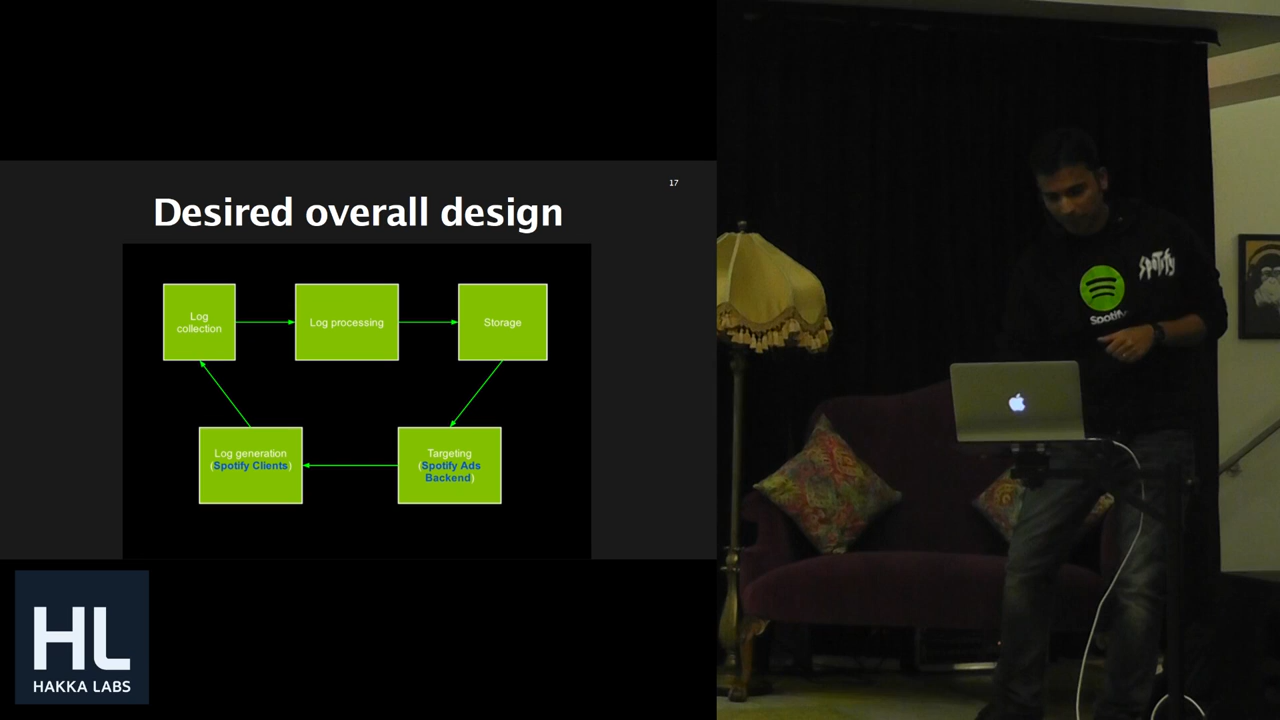 17
Desired overall design
Log
collection
Log processing
Storage
Log generation
(Spotify Clients)
Targeting
(Spotify Ads
Backend)
HL
HAKKA LABS
Spotify
Spotify